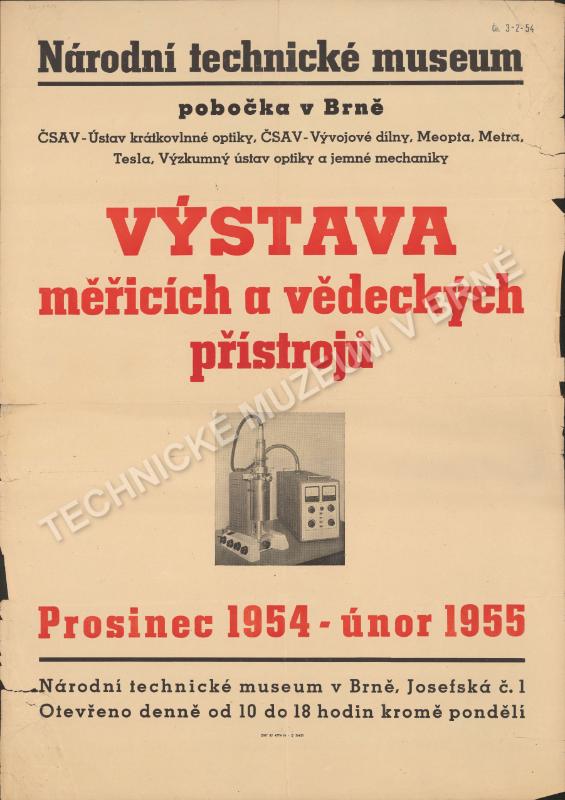 čs. 3-2-54
Národní technické museum
pobočka v Brně
ČSAV-Ústav krátkovlnné optiky, ČSAV-Vývojové dílny, Meopta, Metra,
Tesla, Výzkumný ústav optiky a jemné mechaniky
VÝSTAVA
měřicích a vědeckých
přístrojů
TECHNICKÉ MUZEUM V BRNĚ
Prosinec 1954 - únor 1955
Národní technické museum v Brně, Josefská č. 1
Otevřeno denně od 10 do 18 hodin kromě pondělí